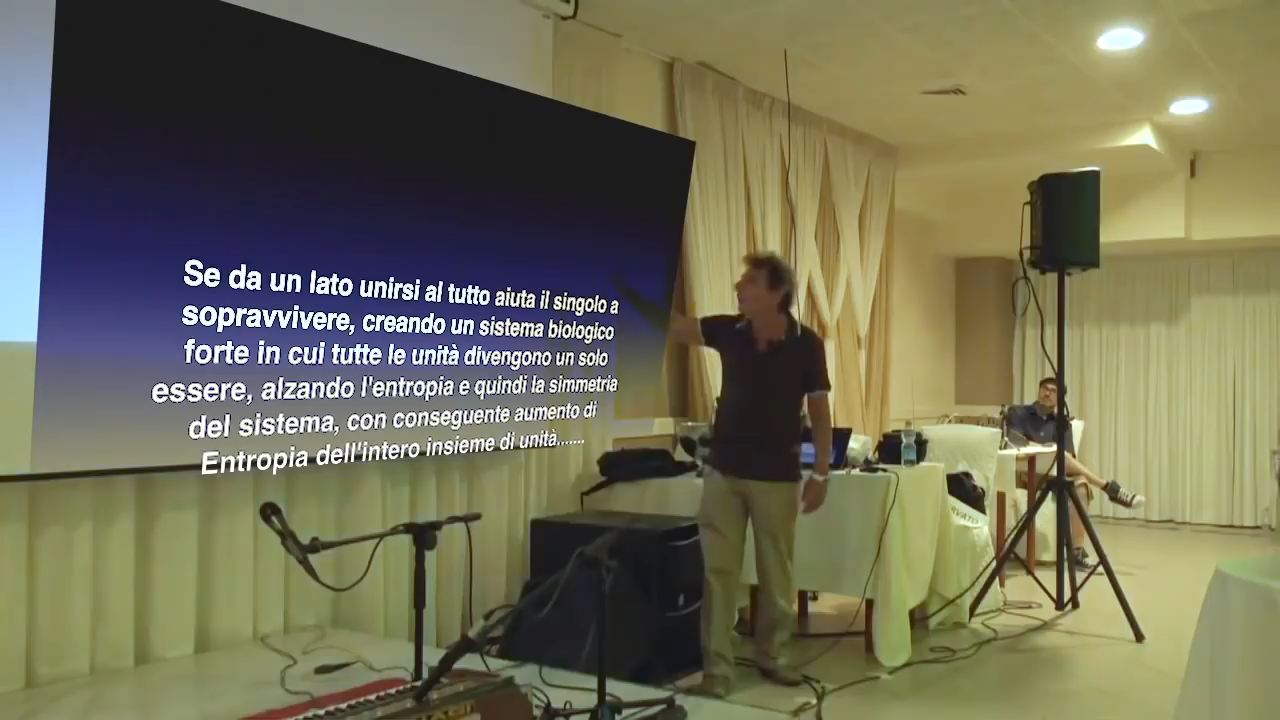 Se da un lato unirsi al tutto aiuta il singolo a
sopravvivere, creando un sistema biologico
forte in cui tutte le unità divengono un solo
essere, alzando l'entropia e quindi la simmetria
del sistema, con conseguente aumento di
Entropia dell'intero insieme di unità.......